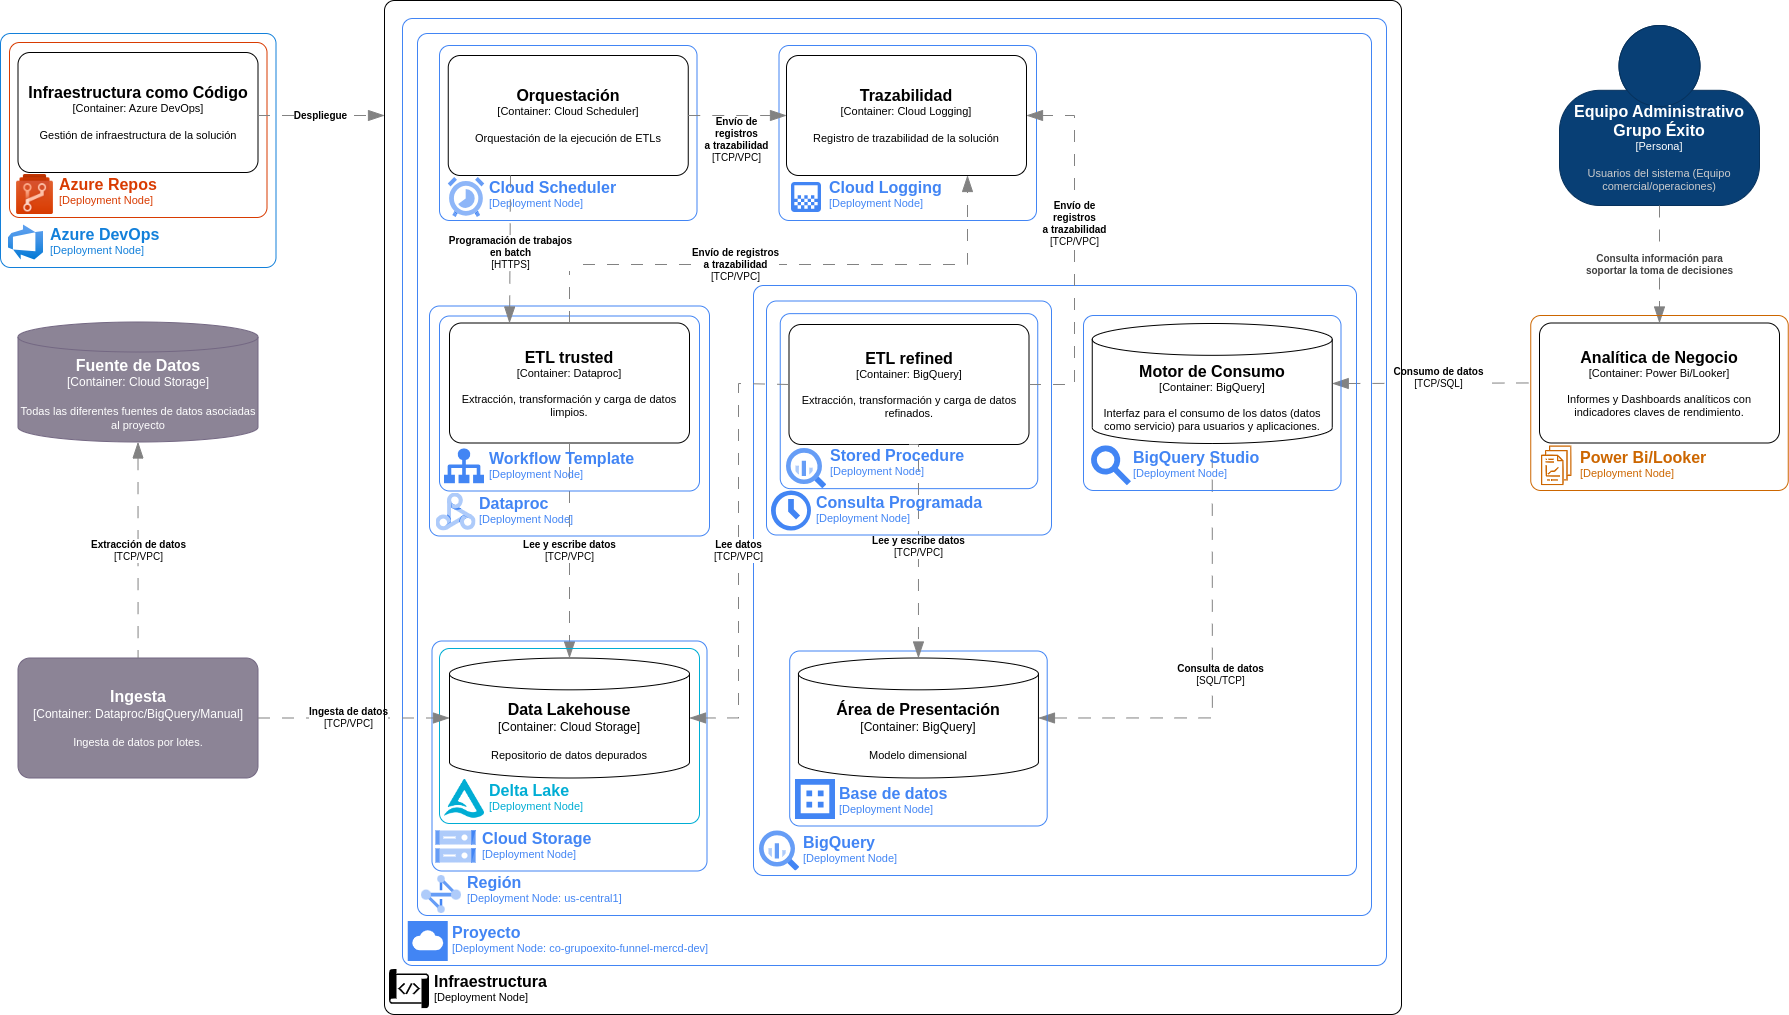 Infraestructura como Código
[Container: Azure DevOps]
Gestión de infraestructura de la solución
Azure Repos
[Deployment Node]
Azure DevOps
[Deployment Node]
Despliegue
Orquestación
[Container: Cloud Scheduler]
Orquestación de la ejecución de ETLs
Cloud Scheduler
[Deployment Node]
Envío de
registros
a trazabilidad
[TCP/VPC]
Trazabilidad
[Container: Cloud Logging]
Registro de trazabilidad de la solución
Cloud Logging
[Deployment Node]
Envío de
registros
a trazabilidad
[TCP/VPC]
Equipo Administrativo
Grupo Éxito
[Persona]
Usuarios del sistema (Equipo
comercial/operaciones)
Programación de trabajos
en batch
[HTTPS]
Envío de registros
a trazabilidad
[TCP/VPC]
Consulta información para
soportar la toma de decisiones
Fuente de Datos
[Container: Cloud Storage]
Todas las diferentes fuentes de datos asociadas
al proyecto
ETL trusted
[Container: Dataproc]
Extracción, transformación y carga de datos
limpios.
Workflow Template
[Deployment Node]
Dataproc
[Deployment Node]
ETL refined
[Container: BigQuery]
Extracción, transformación y carga de datos
refinados.
Stored Procedure
[Deployment Node]
Consulta Programada
[Deployment Node]
Motor de Consumo
[Container: BigQuery]
Interfaz para el consumo de los datos (datos
como servicio) para usuarios y aplicaciones.
BigQuery Studio
[Deployment Node]
Consumo de datos
[TCP/SQL]
Analítica de Negocio
[Container: Power Bi/Looker]
Informes y Dashboards analíticos con
indicadores claves de rendimiento.
Power Bi/Looker
[Deployment Node]
Extracción de datos
[TCP/VPC]
Lee y escribe datos
[TCP/VPC]
Lee datos
[TCP/VPC]
Lee y escribe datos
[TCP/VPC]
Consulta de datos
[SQL/TCP]
Ingesta
[Container: Dataproc/BigQuery/Manual]
Ingesta de datos por lotes.
Ingesta de datos
[TCP/VPC]
Data Lakehouse
[Container: Cloud Storage]
Repositorio de datos depurados
Delta Lake
[Deployment Node]
Cloud Storage
[Deployment Node]
Área de Presentación
[Container: BigQuery]
Modelo dimensional
Base de datos
[Deployment Node]
BigQuery
[Deployment Node]
Región
[Deployment Node: us-central1]
Proyecto
[Deployment Node: co-grupoexito-funnel-mercd-dev]
Infraestructura
[Deployment Node]